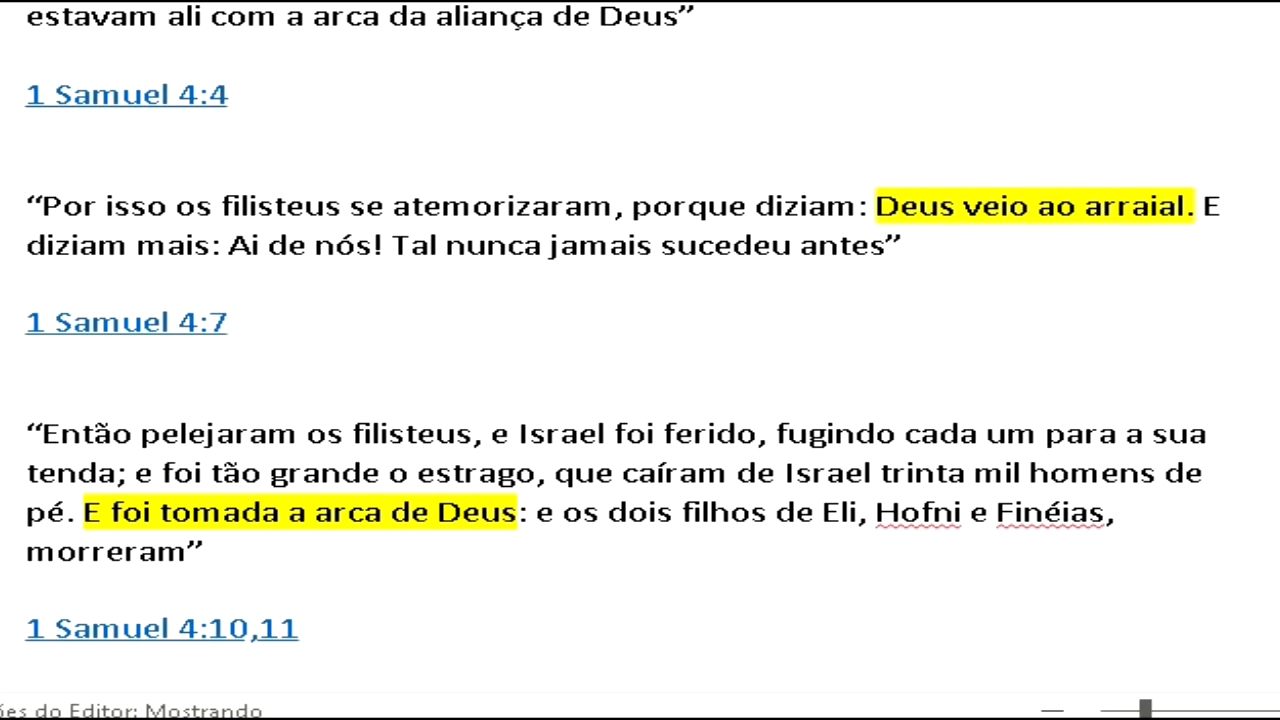 estavam ali com a arca da aliança de Deus”
1 Samuel 4:4
“Por isso os filisteus se atemorizaram, porque diziam: Deus veio ao arraial. E
diziam mais: Ai de nós! Tal nunca jamais sucedeu antes”
1 Samuel 4:7
“Então pelejaram os filisteus, e Israel foi ferido, fugindo cada um para a sua
tenda; e foi tão grande o estrago, que caíram de Israel trinta mil homens de
pé. E foi tomada a arca de Deus: e os dois filhos de Eli, Hofni e Finéias,
morreram”
1 Samuel 4:10,11
ões do Editor: Mostrando